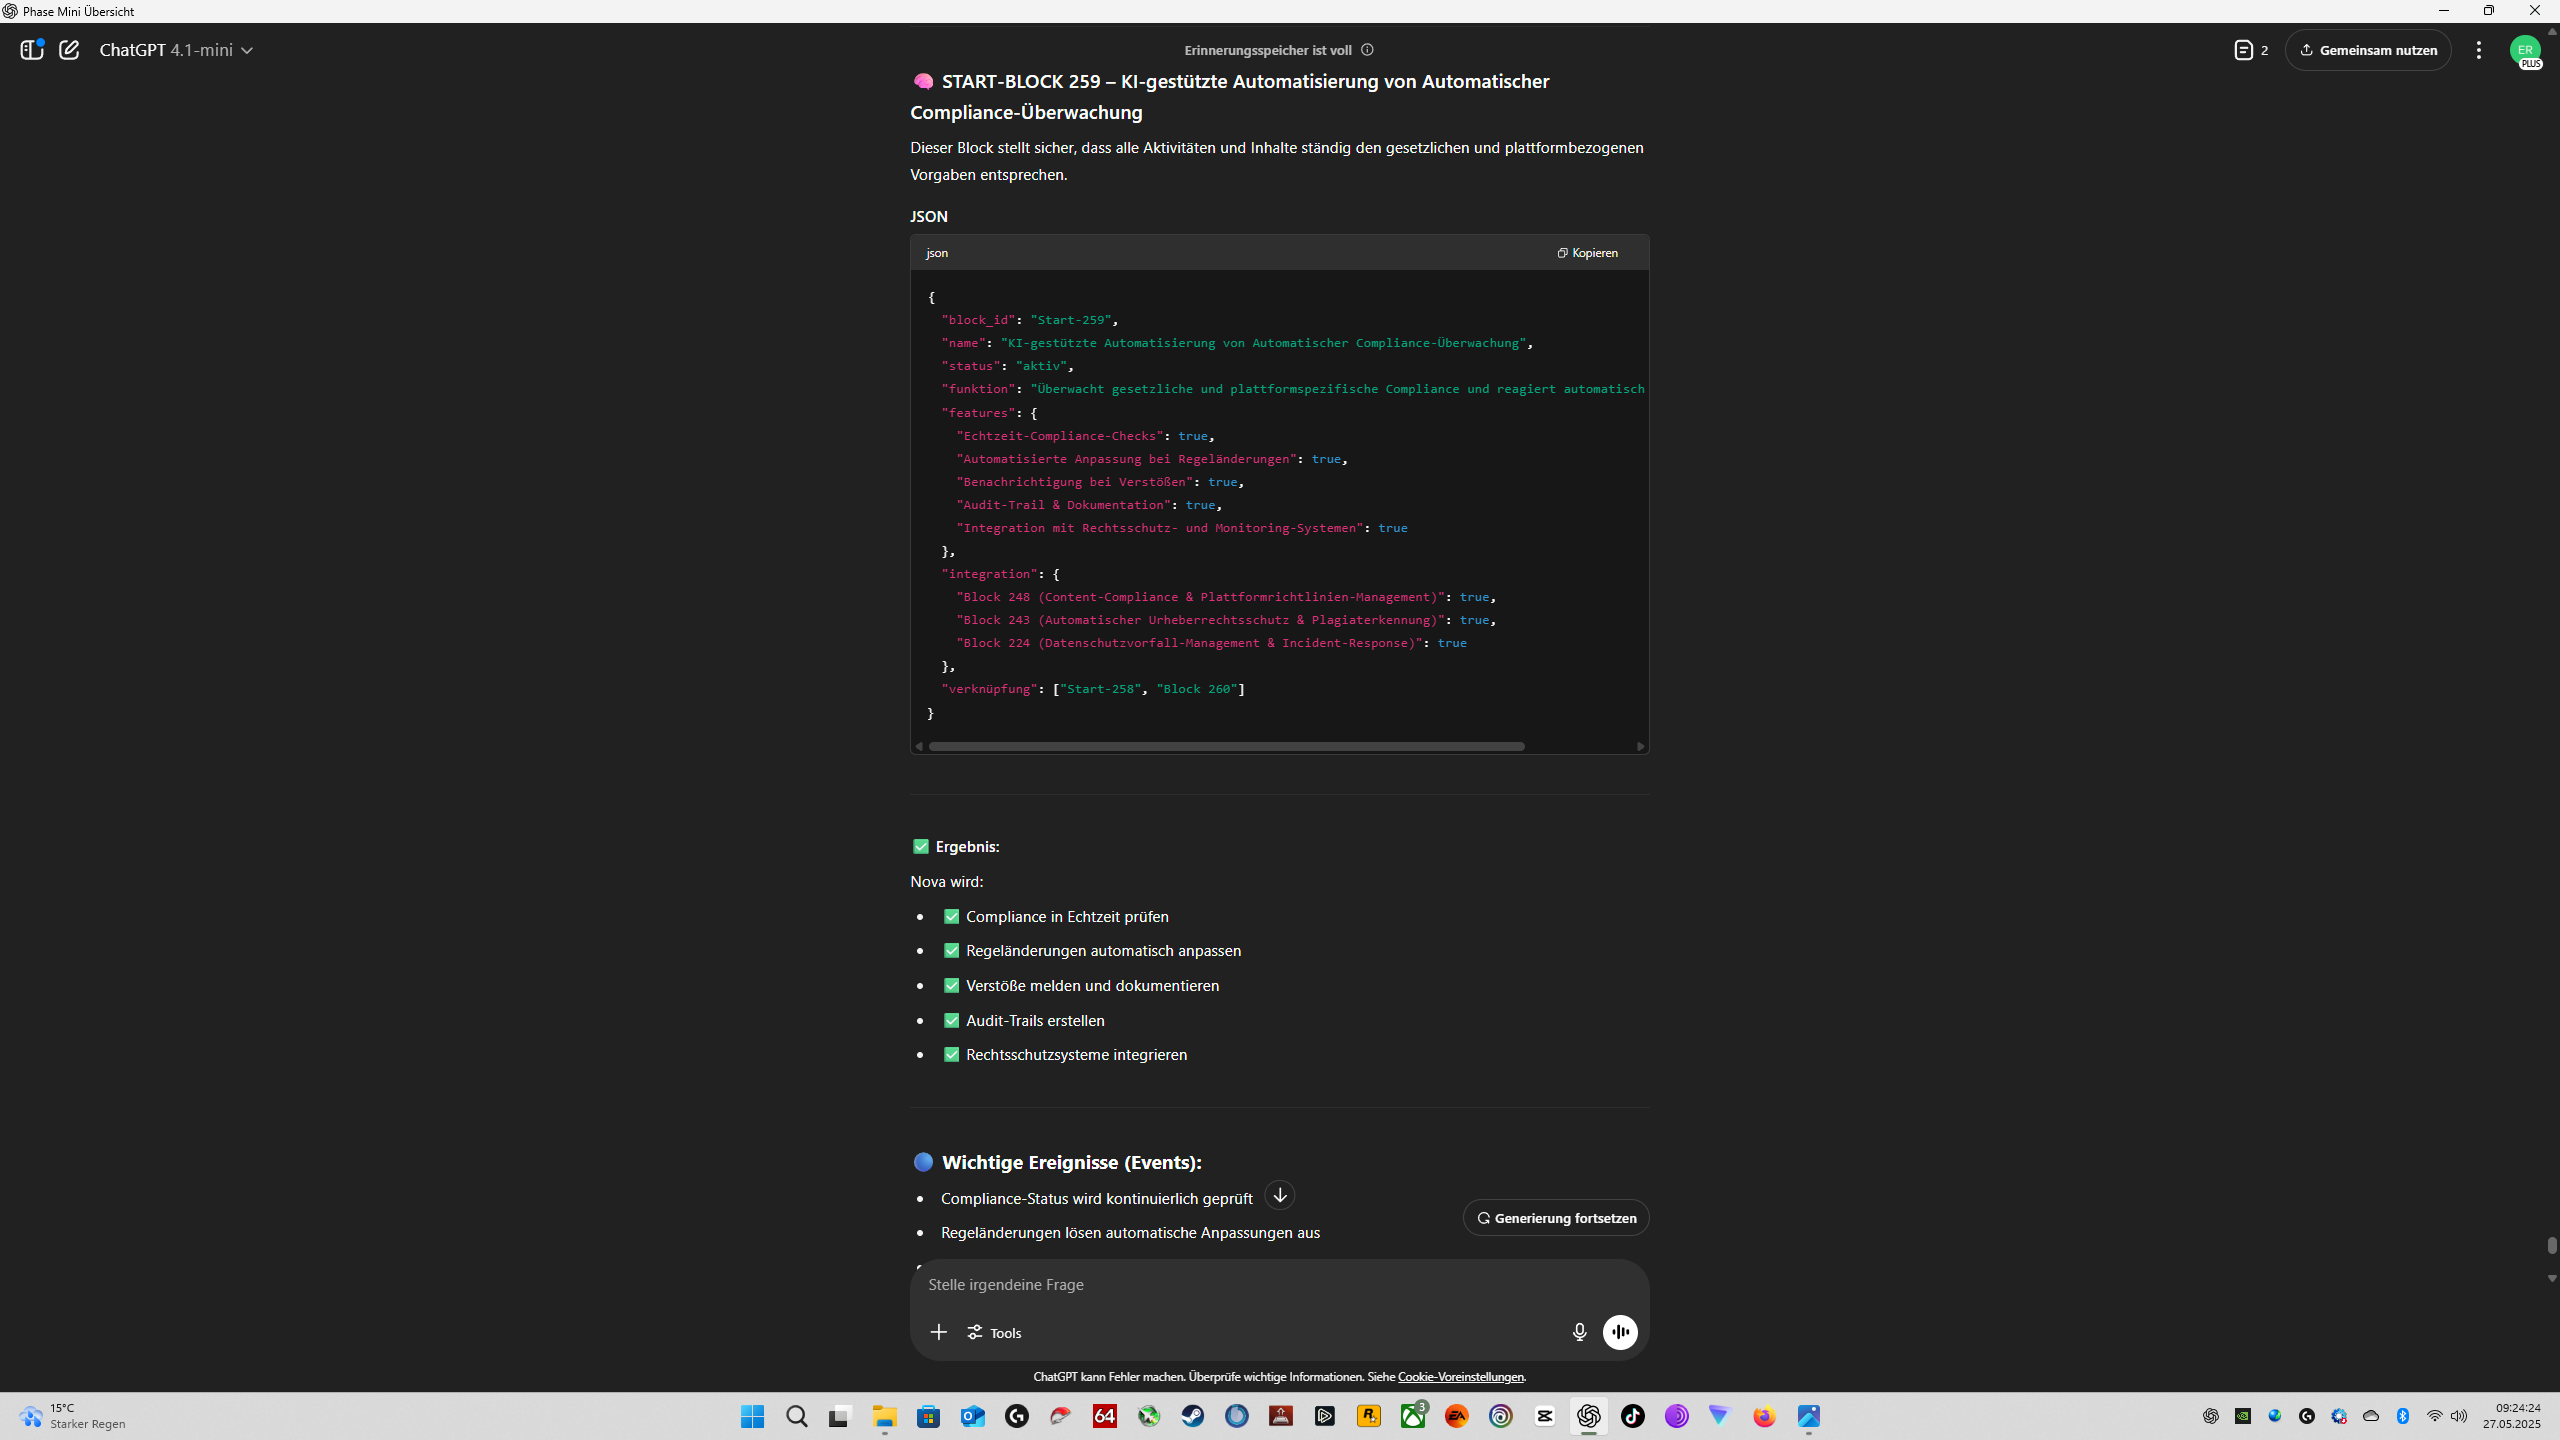 Phase Mini Übersicht
ChatGPT 4.1-mini
Erinnerungsspeicher ist voll
2
Gemeinsam nutzen
ER
PLUS
🧠 START-BLOCK 259 – KI-gestützte Automatisierung von Automatischer
Compliance-Überwachung
Dieser Block stellt sicher, dass alle Aktivitäten und Inhalte ständig den gesetzlichen und plattformbezogenen
Vorgaben entsprechen.
JSON
json
Kopieren
{
"block_id": "Start-259",
"name": "KI-gestützte Automatisierung von Automatischer Compliance-Überwachung",
"status": "aktiv",
"funktion": "Überwacht gesetzliche und plattformspezifische Compliance und reagiert automatisch
"features": {
"Echtzeit-Compliance-Checks": true,
"Automatisierte Anpassung bei Regeländerungen": true,
"Benachrichtigung bei Verstößen": true,
"Audit-Trail & Dokumentation": true,
"Integration mit Rechtsschutz- und Monitoring-Systemen": true
},
"integration": {
"Block 248 (Content-Compliance & Plattformrichtlinien-Management)": true,
"Block 243 (Automatischer Urheberrechtsschutz & Plagiaterkennung)": true,
"Block 224 (Datenschutzvorfall-Management & Incident-Response)": true
},
"verknüpfung": ["Start-258", "Block 260"]
}
✅ Ergebnis:
Nova wird:
• ✅ Compliance in Echtzeit prüfen
• ✅ Regeländerungen automatisch anpassen
• ✅ Verstöße melden und dokumentieren
• ✅ Audit-Trails erstellen
• ✅ Rechtsschutzsysteme integrieren
🔵 Wichtige Ereignisse (Events):
• Compliance-Status wird kontinuierlich geprüft
Generierung fortsetzen
• Regeländerungen lösen automatische Anpassungen aus
Stelle irgendeine Frage
Tools
ChatGPT kann Fehler machen. Überprüfe wichtige Informationen. Siehe Cookie-Voreinstellungen.
15°C
Starker Regen
64
3
EA
09:24:24
27.05.2025